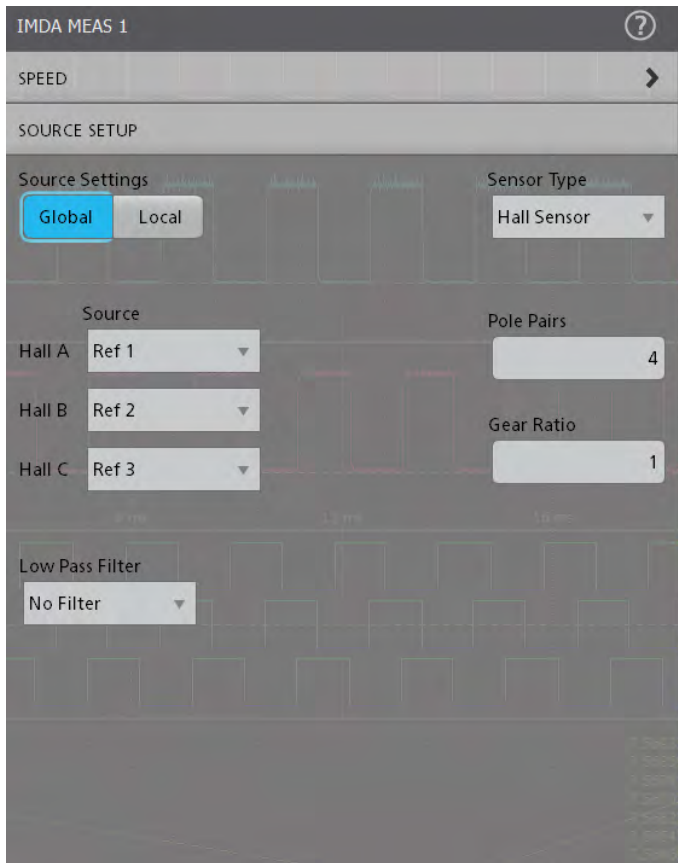 IMDA MEAS 1
?
SPEED
SOURCE SETUP
Source Settings
Sensor Type
Global
Local
Hall Sensor
Source
Pole Pairs
Hall A
Ref 1
4
Hall B
Ref 2
Gear Ratio
Hall C
Ref 3
1
Low Pass Filter
No Filter